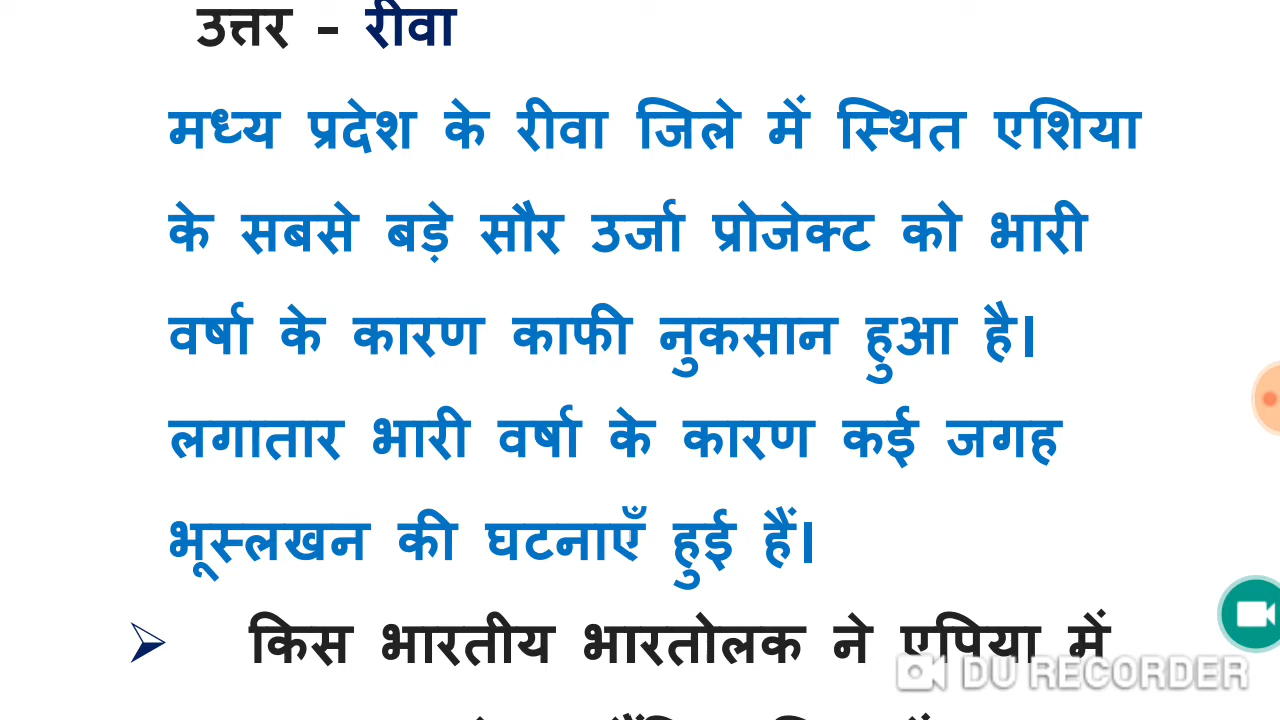 उत्तर – रीवा
मध्य प्रदेश के रीवा जिले में स्थित एशिया
के सबसे बड़े सौर उर्जा प्रोजेक्ट को भारी
वर्षा के कारण काफी नुकसान हुआ है।
लगातार भारी वर्षा के कारण कई जगह
भूस्लखन की घटनाएँ हुई हैं।
➢ किस भारतीय भारतोलक ने एपिया में
DU RECORDER